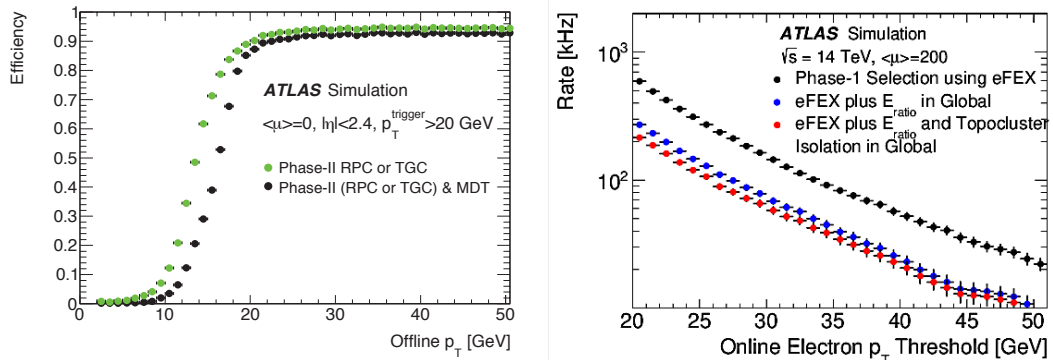 Efficiency
1
0.9
0.8
0.7
0.6
0.5
0.4
0.3
0.2
0.1
0
0 10 20 30 40 50
Offline p_T [GeV]
ATLAS Simulation
<μ>=0, |η|<2.4, p_T^trigger>20 GeV
Phase-II RPC or TGC
Phase-II (RPC or TGC) & MDT
Rate [kHz]
10³
10²
20 25 30 35 40 45 50
Online Electron p_T Threshold [GeV]
ATLAS Simulation
√s = 14 TeV, <μ>=200
Phase-1 Selection using eFEX
eFEX plus E_ratio in Global
eFEX plus E_ratio and Topocluster
Isolation in Global